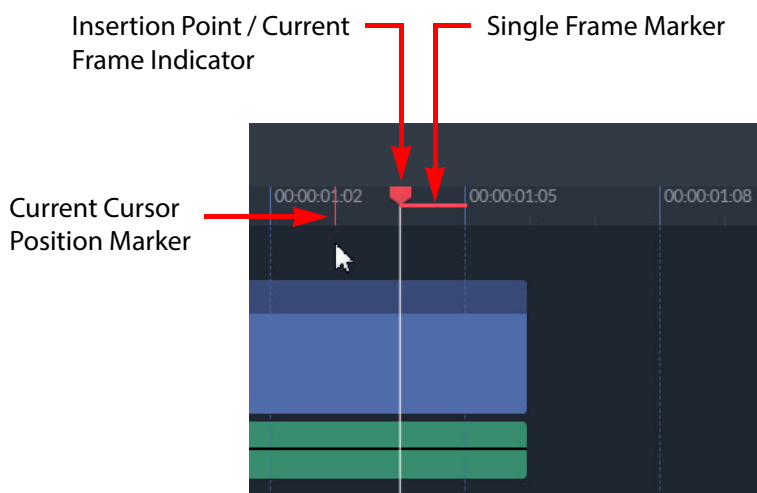 Insertion Point / Current
Frame Indicator
Single Frame Marker
00:00:01:02
00:00:01:05
00:00:01:08
Current Cursor
Position Marker